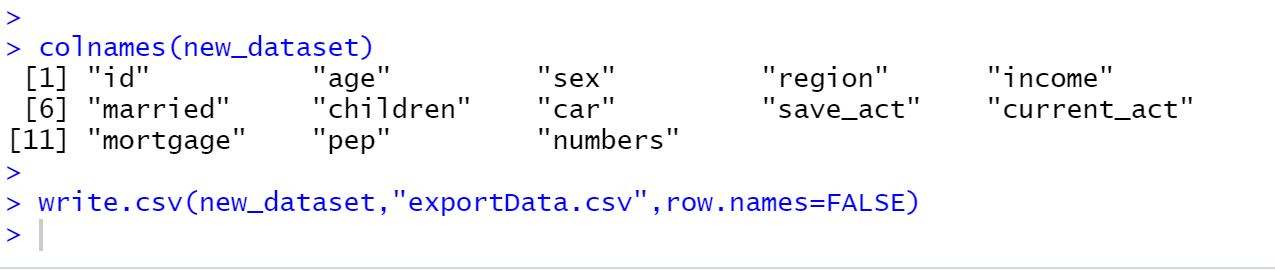 >
> colnames(new_dataset)
 [1] "id"          "age"         "sex"         "region"      "income"
 [6] "married"     "children"    "car"         "save_act"    "current_act"
[11] "mortgage"    "pep"         "numbers"
>
> write.csv(new_dataset,"exportData.csv",row.names=FALSE)
>